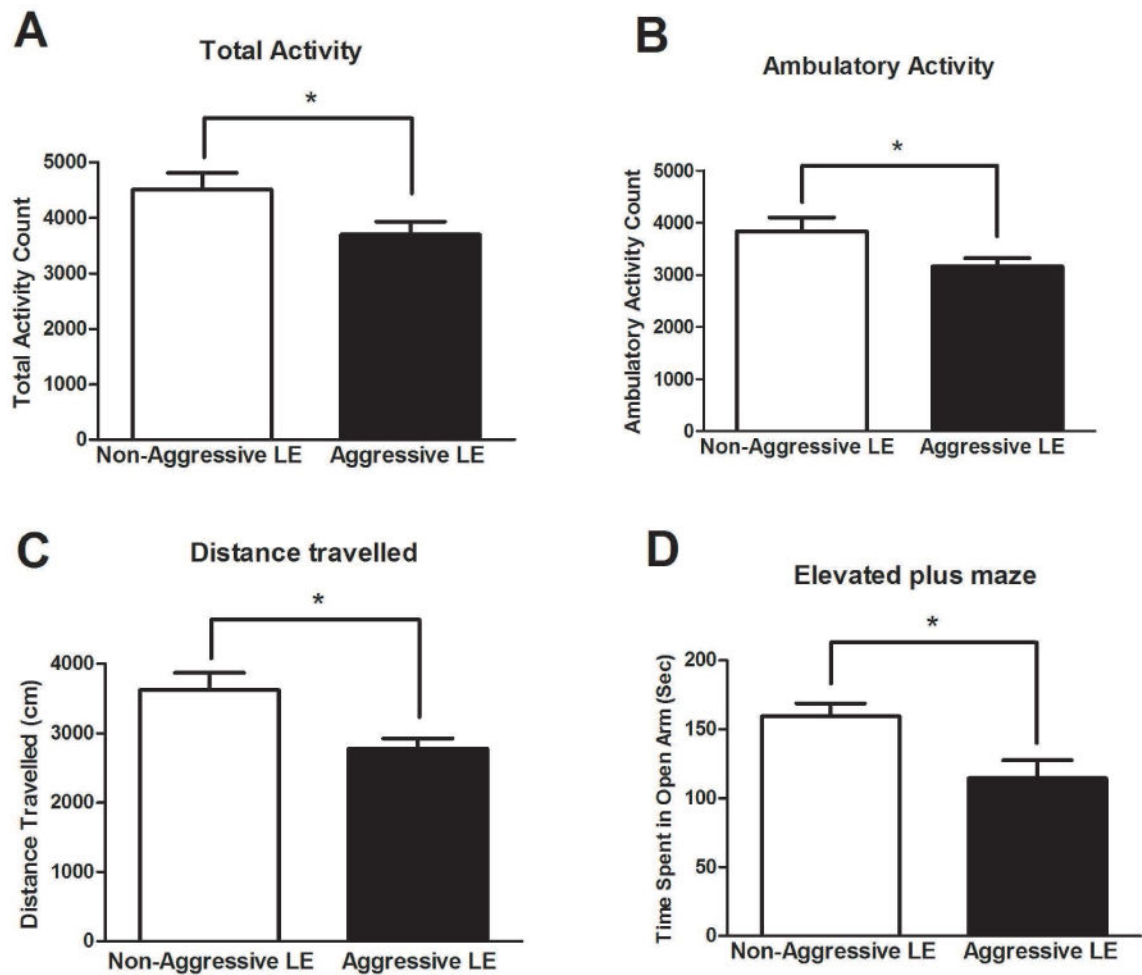 A
Total Activity
*
5000
4000
3000
2000
1000
0
Total Activity Count
Non-Aggressive LE Aggressive LE
B
Ambulatory Activity
*
5000
4000
3000
2000
1000
0
Ambulatory Activity Count
Non-Aggressive LE Aggressive LE
C
Distance travelled
*
4000
3000
2000
1000
0
Distance Travelled (cm)
Non-Aggressive LE Aggressive LE
D
Elevated plus maze
*
200
150
100
50
0
Time Spent in Open Arm (Sec)
Non-Aggressive LE Aggressive LE